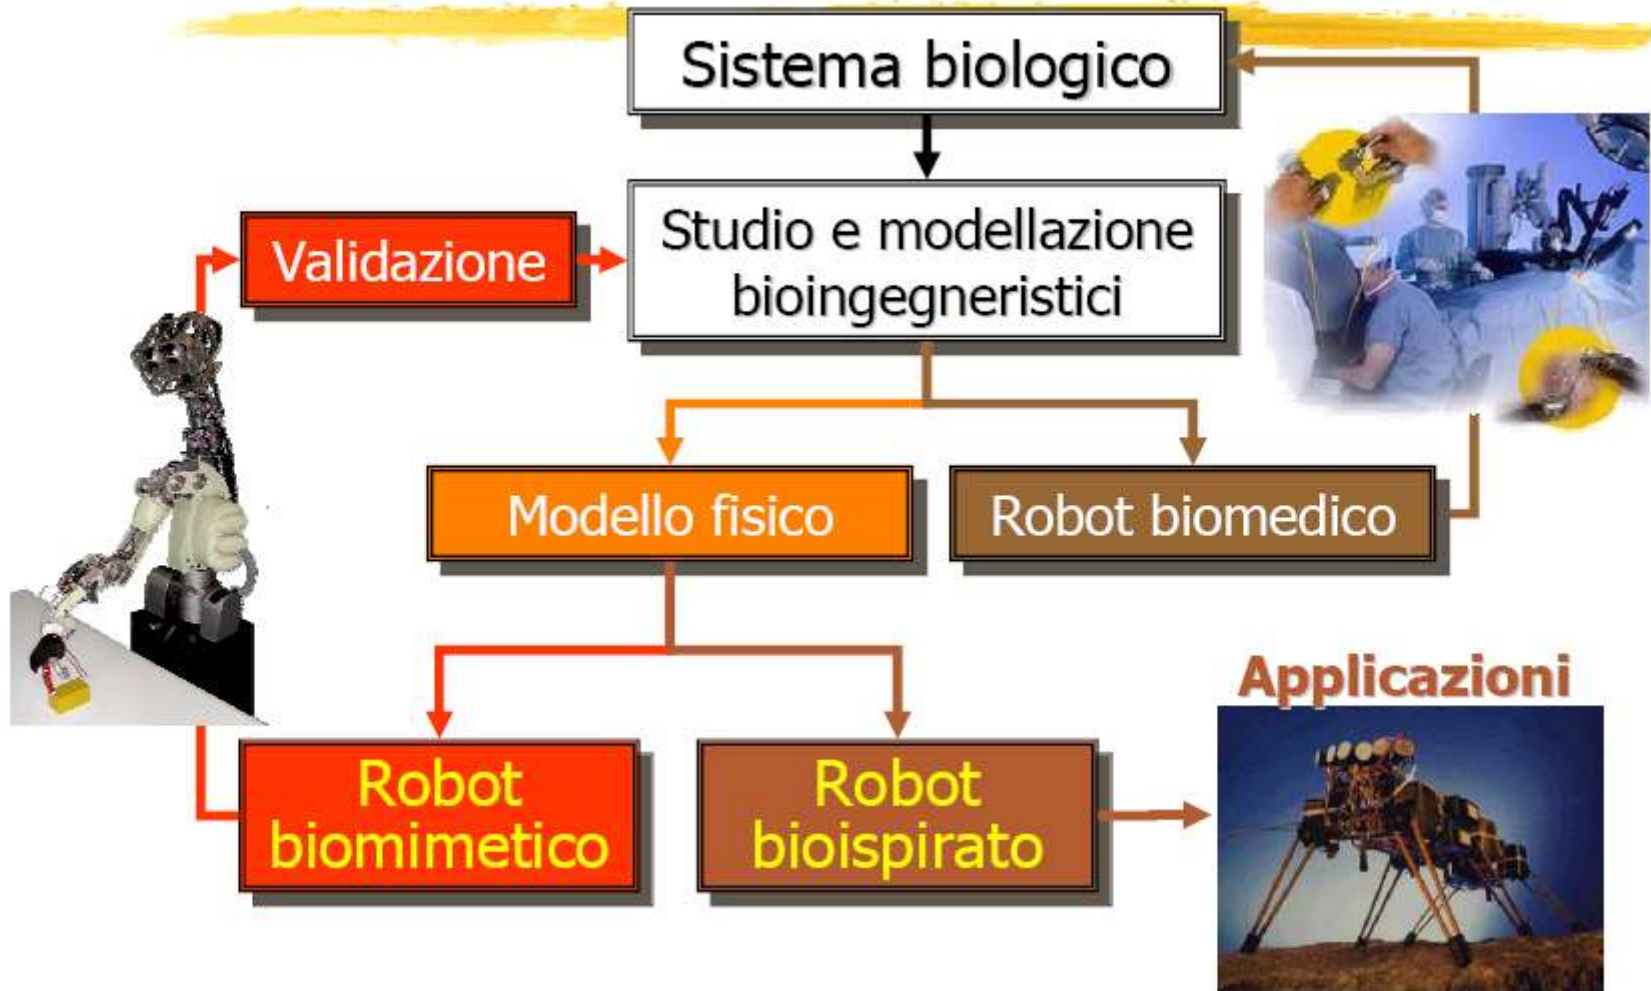 Sistema biologico
Validazione
Studio e modellazione
bioingegneristici
Modello fisico
Robot biomedico
Applicazioni
Robot
biomimetico
Robot
bioispirato